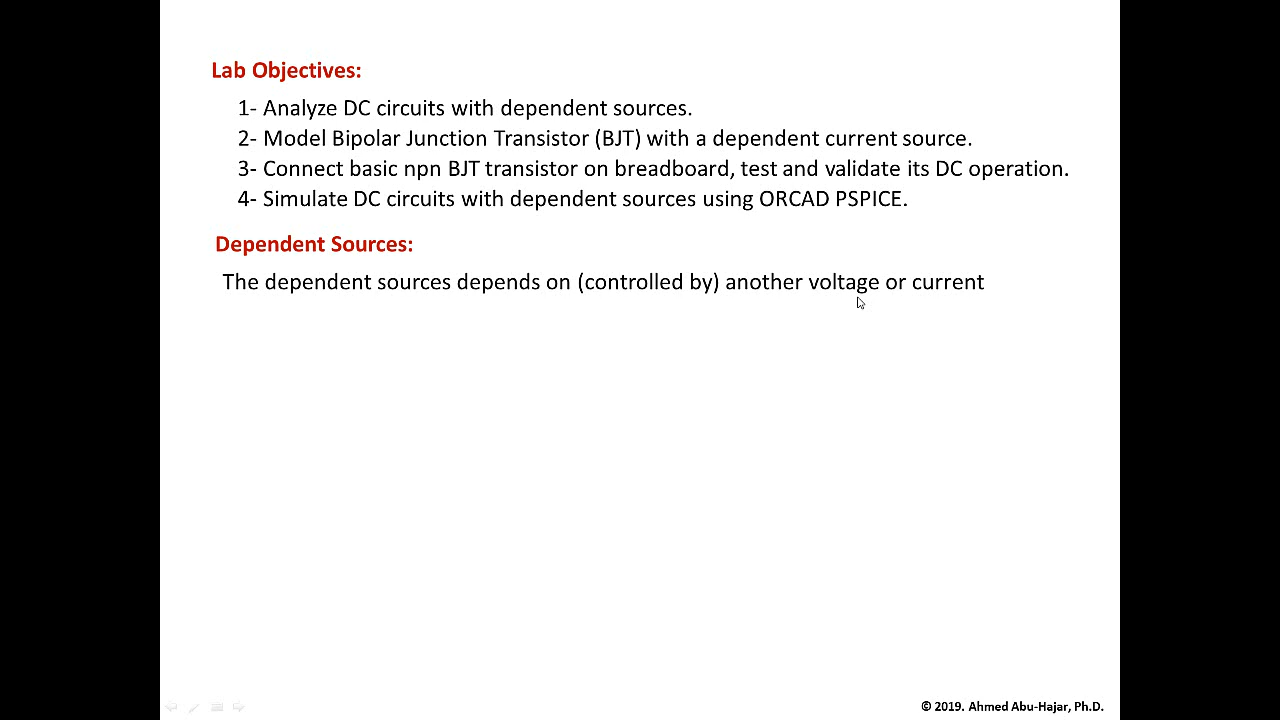 Lab Objectives:
1- Analyze DC circuits with dependent sources.
2- Model Bipolar Junction Transistor (BJT) with a dependent current source.
3- Connect basic npn BJT transistor on breadboard, test and validate its DC operation.
4- Simulate DC circuits with dependent sources using ORCAD PSPICE.
Dependent Sources:
The dependent sources depends on (controlled by) another voltage or current
© 2019. Ahmed Abu-Hajar, Ph.D.